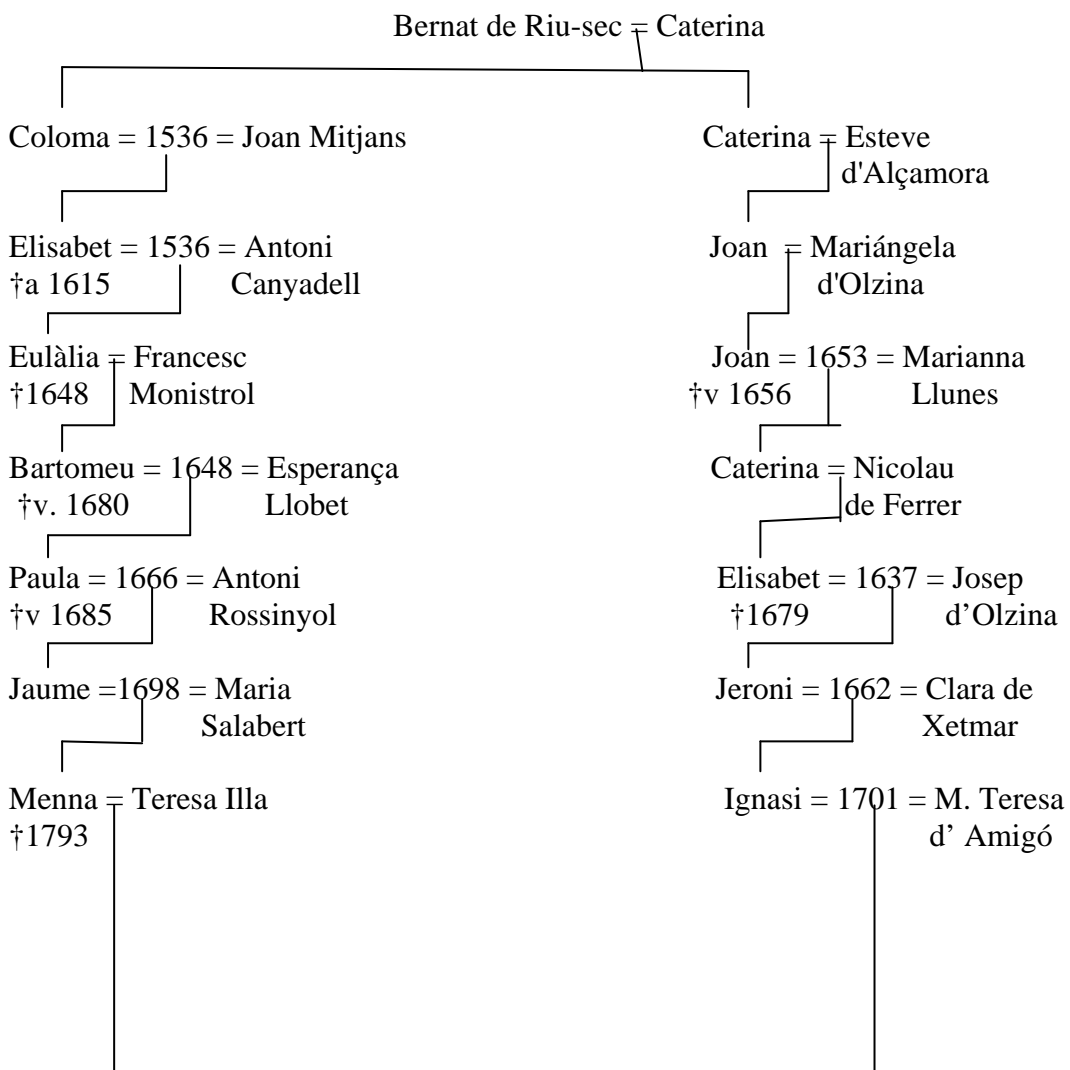 Bernat de Riu-sec = Caterina
Coloma = 1536 = Joan Mitjans
Caterina = Esteve
d'Alçamora
Elisabet = 1536 = Antoni
†a 1615 Canyadell
Joan = Mariángela
d'Olzina
Eulàlia = Francesc
†1648 Monistrol
Joan = 1653 = Marianna
†v 1656 Llunes
Bartomeu = 1648 = Esperança
†v. 1680 Llobet
Caterina = Nicolau
de Ferrer
Paula = 1666 = Antoni
†v 1685 Rossinyol
Elisabet = 1637 = Josep
†1679 d’Olzina
Jaume =1698 = Maria
Salabert
Jeroni = 1662 = Clara de
Xetmar
Menna = Teresa Illa
†1793
Ignasi = 1701 = M. Teresa
d’ Amigó